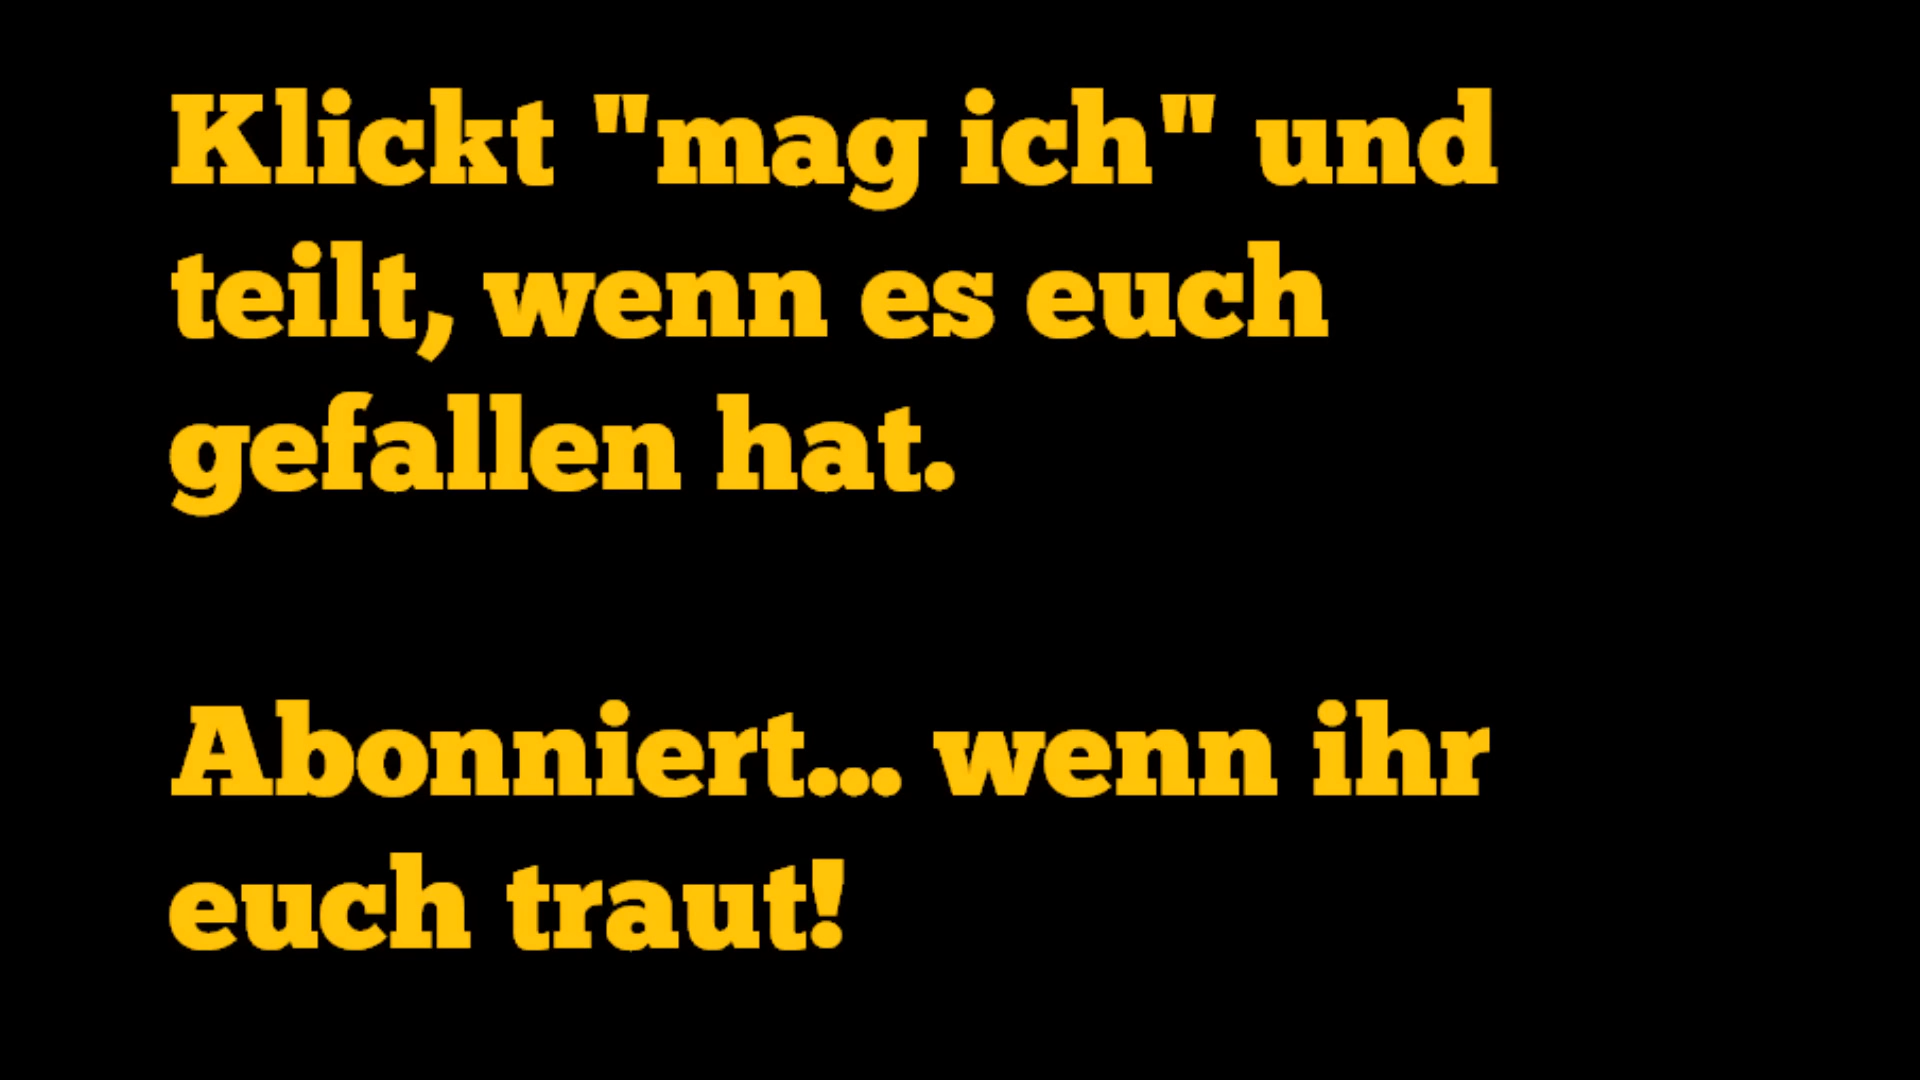 Klickt "mag ich" und
teilt, wenn es euch
gefallen hat.
Abonniert... wenn ihr
euch traut!